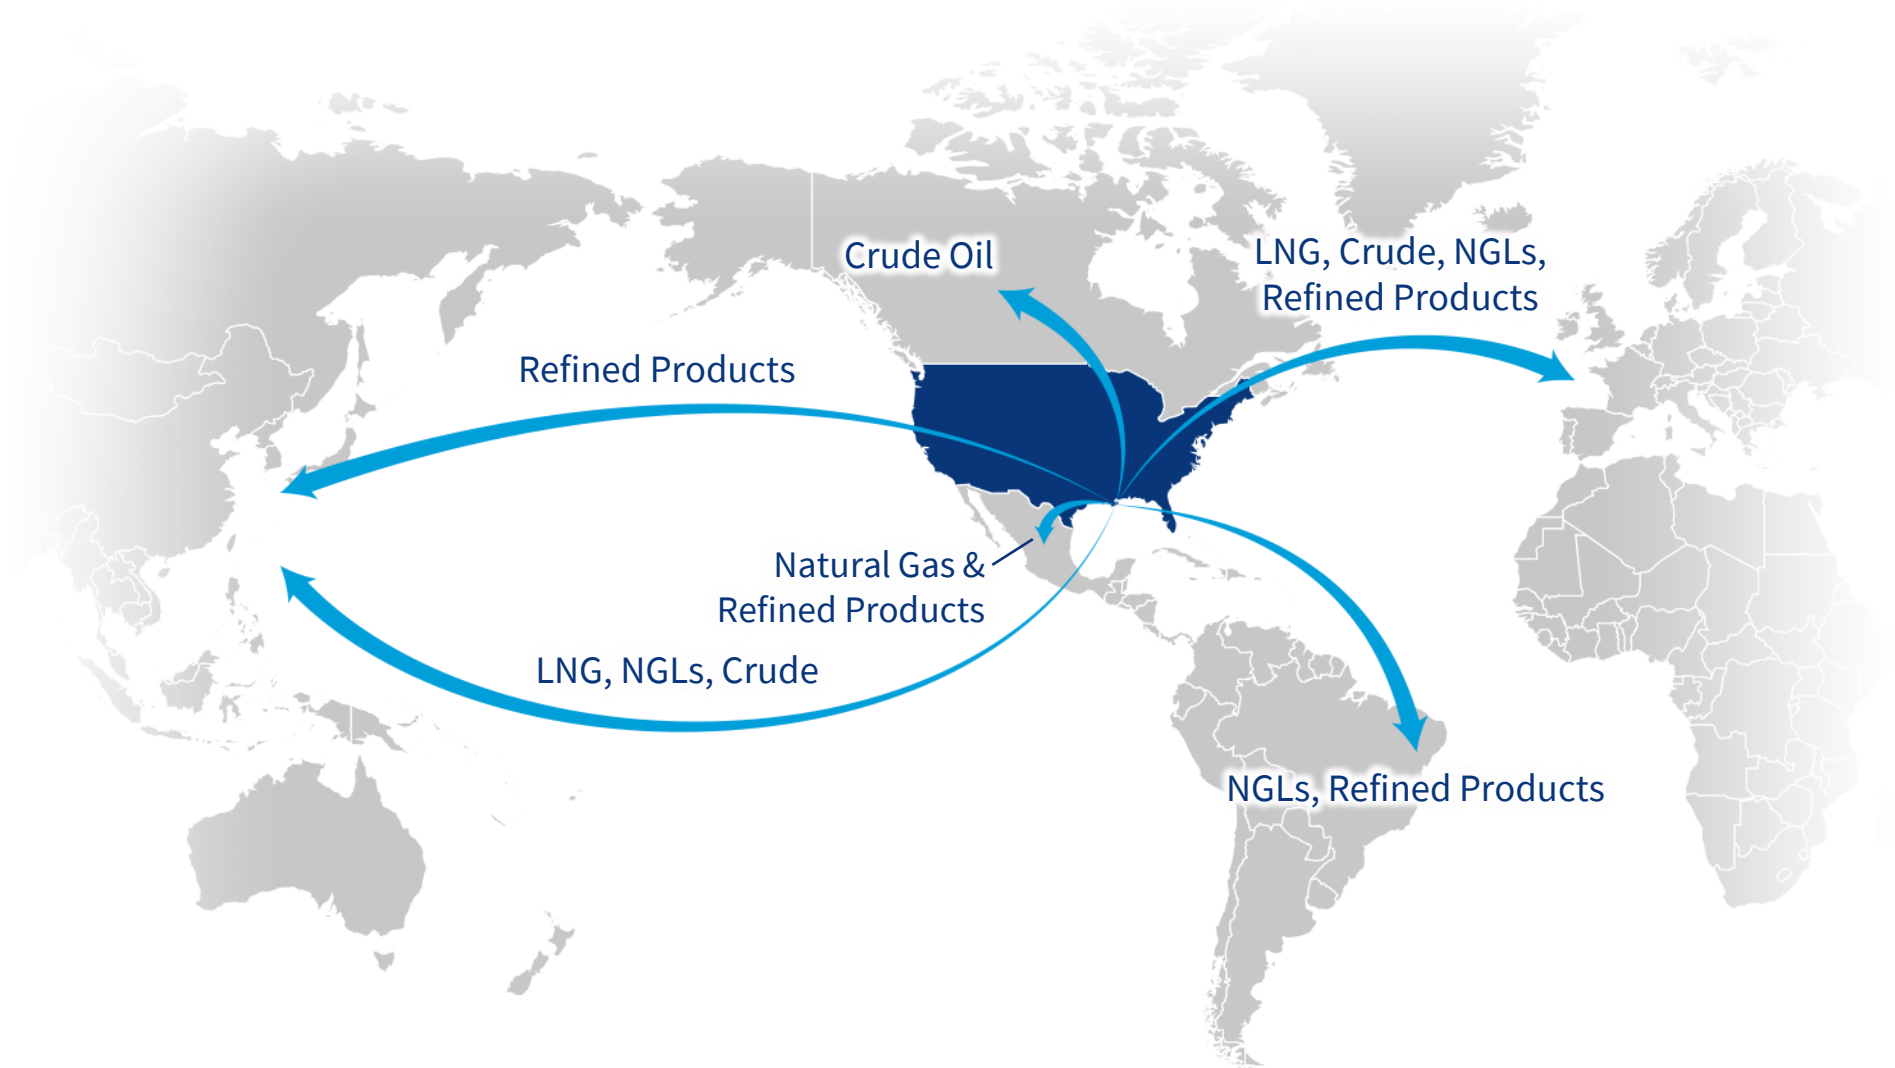 Crude Oil
LNG, Crude, NGLs,
Refined Products
Refined Products
Natural Gas &
Refined Products
LNG, NGLs, Crude
NGLs, Refined Products